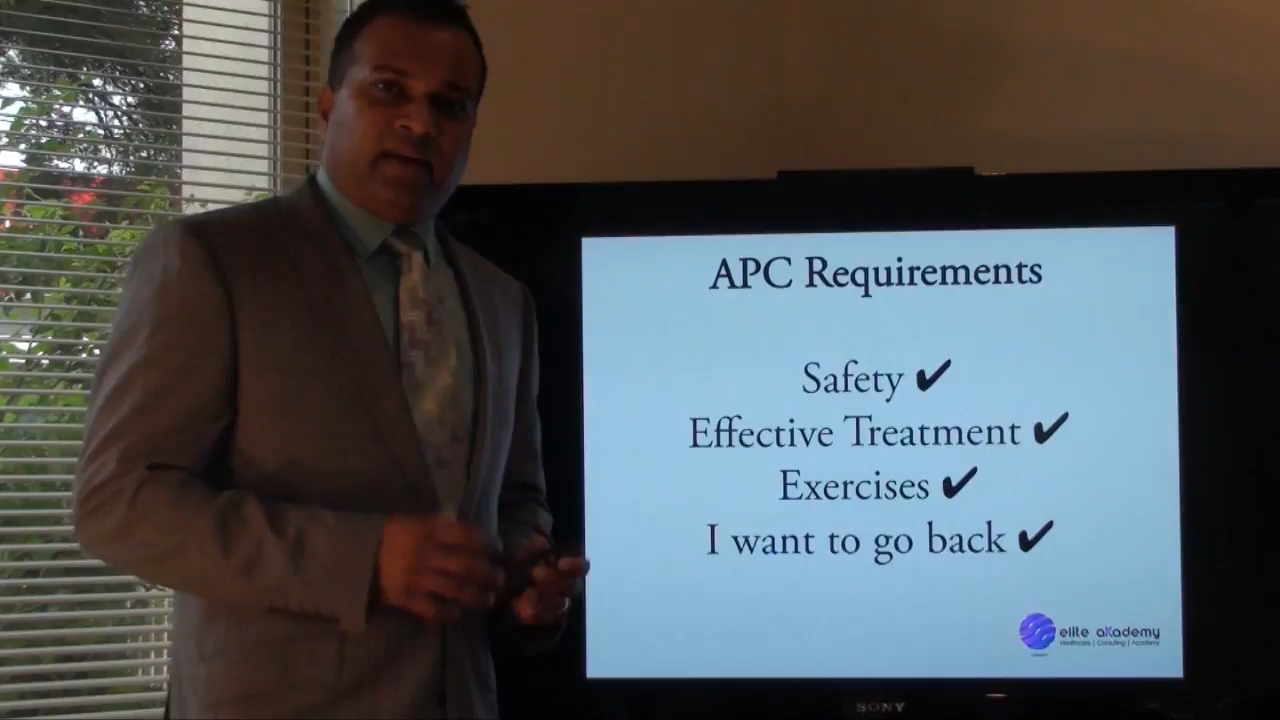 APC Requirements
Safety ✔
Effective Treatment ✔
Exercises ✔
I want to go back ✔
elite aKademy
Healthcare | Consulting | Academy
SONY